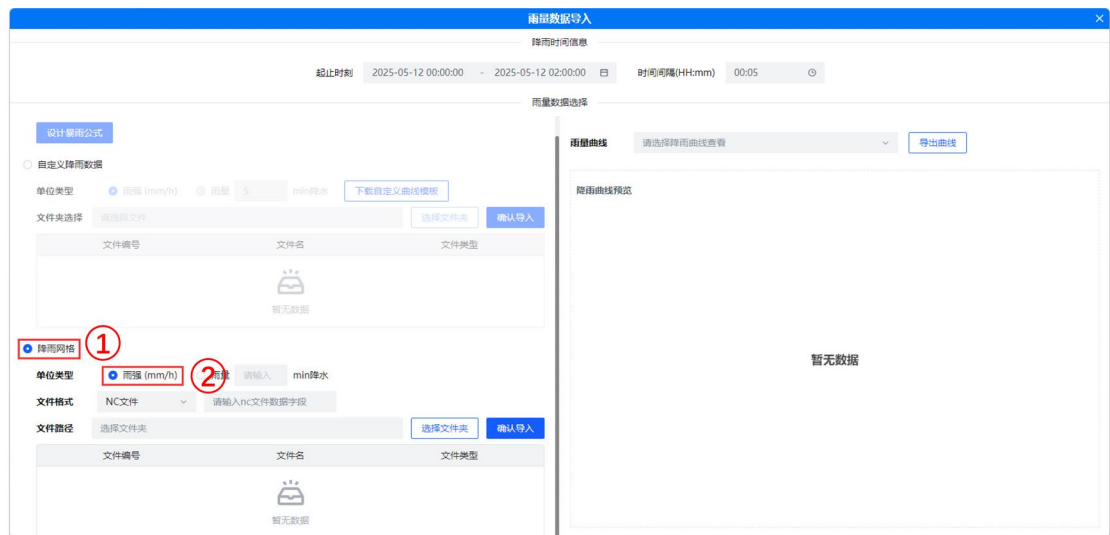 雨量数据导入
降雨时间信息
起止时刻 2025-05-12 00:00:00 - 2025-05-12 02:00:00 时间间隔(HH:mm) 00:05
雨量数据选择
设计暴雨公式
自定义降雨数据
单位类型 雨强 (mm/h) 雨量 5 min降水 下载自定义曲线模板
文件夹选择 请选择文件 选择文件夹 确认导入
文件编号 文件名 文件类型
暂无数据
① 降雨网格
单位类型 雨强 (mm/h) ② 雨量 请输入 min降水
文件格式 NC文件 请输入nc文件数据字段
文件路径 选择文件夹 选择文件夹 确认导入
文件编号 文件名 文件类型
暂无数据
雨量曲线 请选择降雨曲线查看 导出曲线
降雨曲线预览
暂无数据